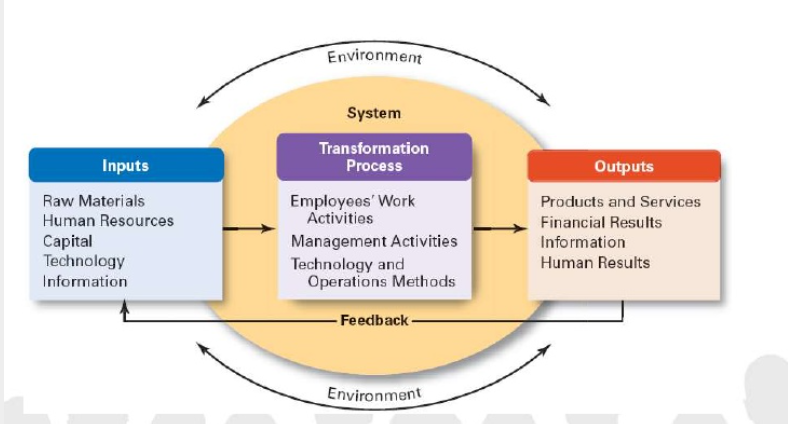 Environment
System
Inputs
Raw Materials
Human Resources
Capital
Technology
Information
Transformation
Process
Employees' Work
Activities
Management Activities
Technology and
Operations Methods
Outputs
Products and Services
Financial Results
Information
Human Results
Feedback
Environment